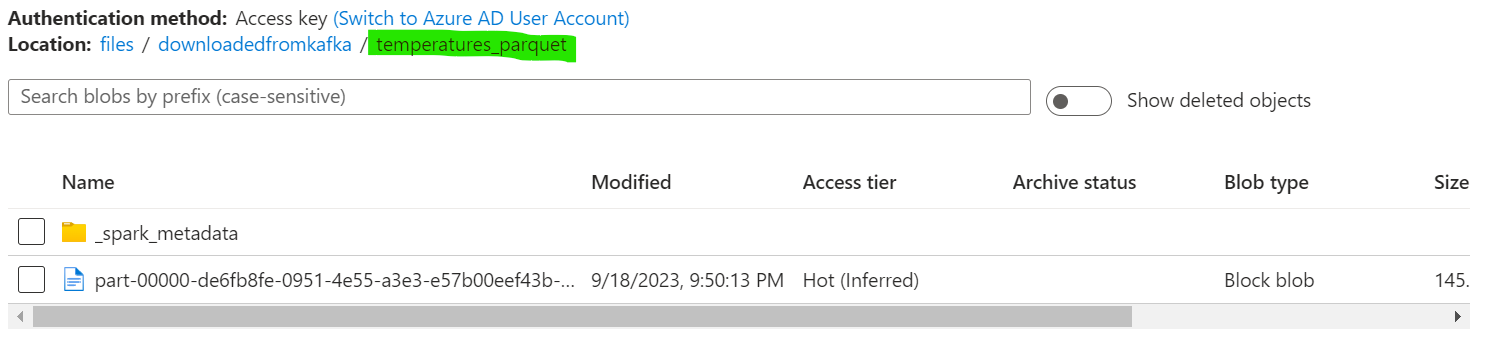 Authentication method: Access key (Switch to Azure AD User Account)
Location: files / downloadedfromkafka / temperatures_parquet
Search blobs by prefix (case-sensitive)
Show deleted objects
Name Modified Access tier Archive status Blob type Size
_spark_metadata
part-00000-de6fb8fe-0951-4e55-a3e3-e57b00eef43b-... 9/18/2023, 9:50:13 PM Hot (Inferred) Block blob 145.